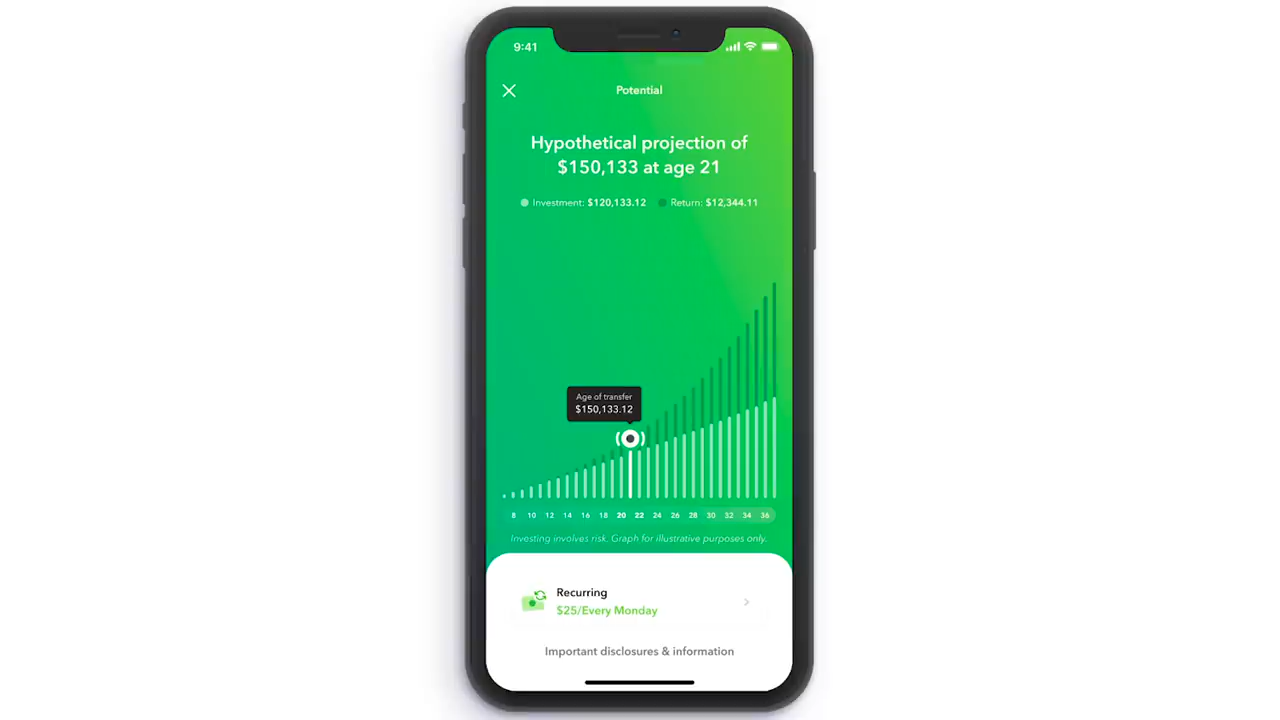 9:41
Potential
Hypothetical projection of
$150,133 at age 21
Investment: $120,133.12 Return: $12,344.11
Age of transfer
$150,133.12
8 10 12 14 16 18 20 22 24 26 28 30 32 34 36
Investing involves risk. Graph for illustrative purposes only.
Recurring
$25/Every Monday
Important disclosures & information